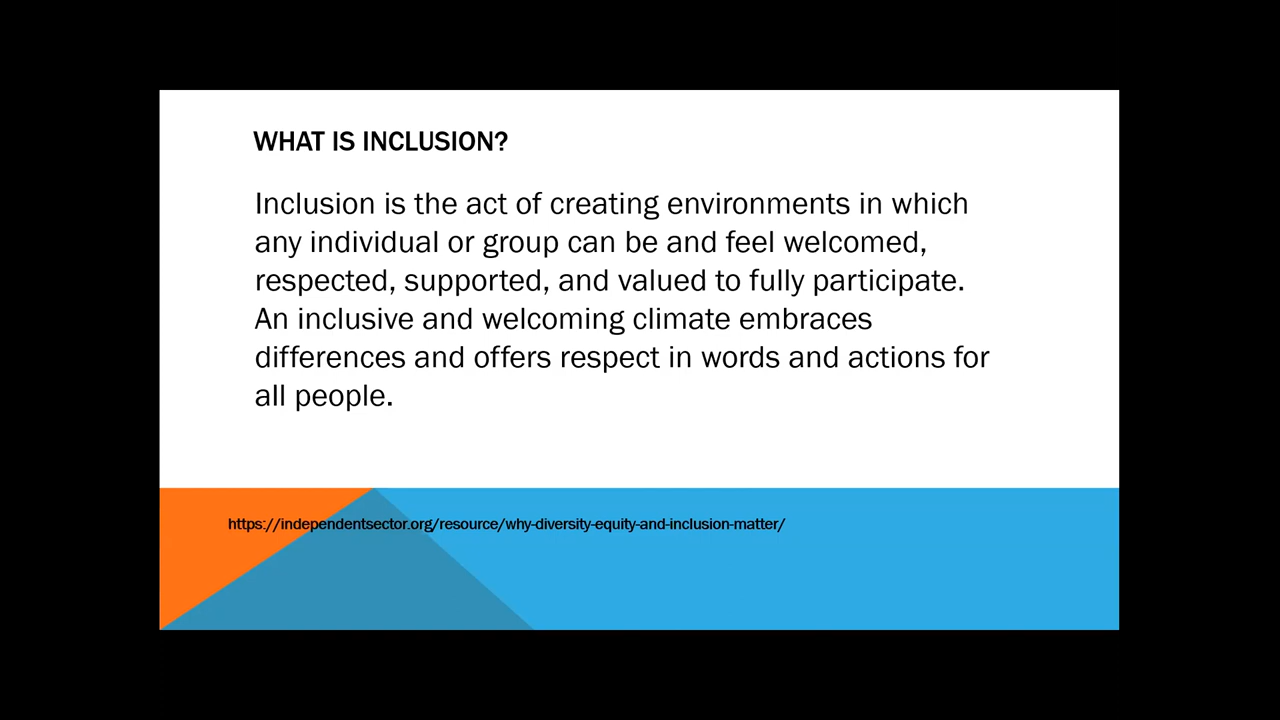 WHAT IS INCLUSION?
Inclusion is the act of creating environments in which
any individual or group can be and feel welcomed,
respected, supported, and valued to fully participate.
An inclusive and welcoming climate embraces
differences and offers respect in words and actions for
all people.
https://independentsector.org/resource/why-diversity-equity-and-inclusion-matter/